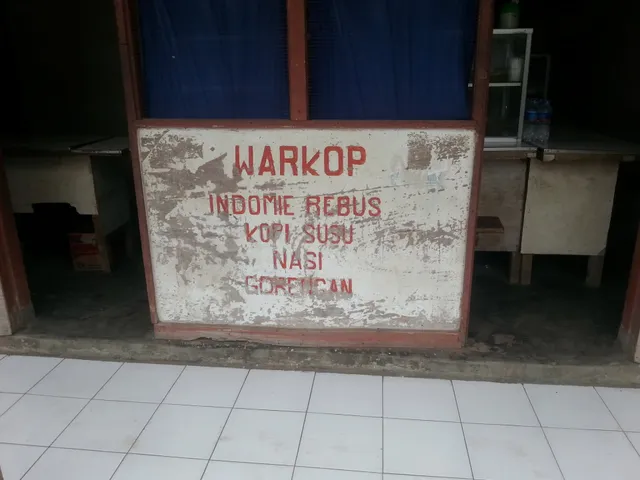 WARKOP
INDOMIE REBUS
KOPI SUSU
NASI
GORENGAN